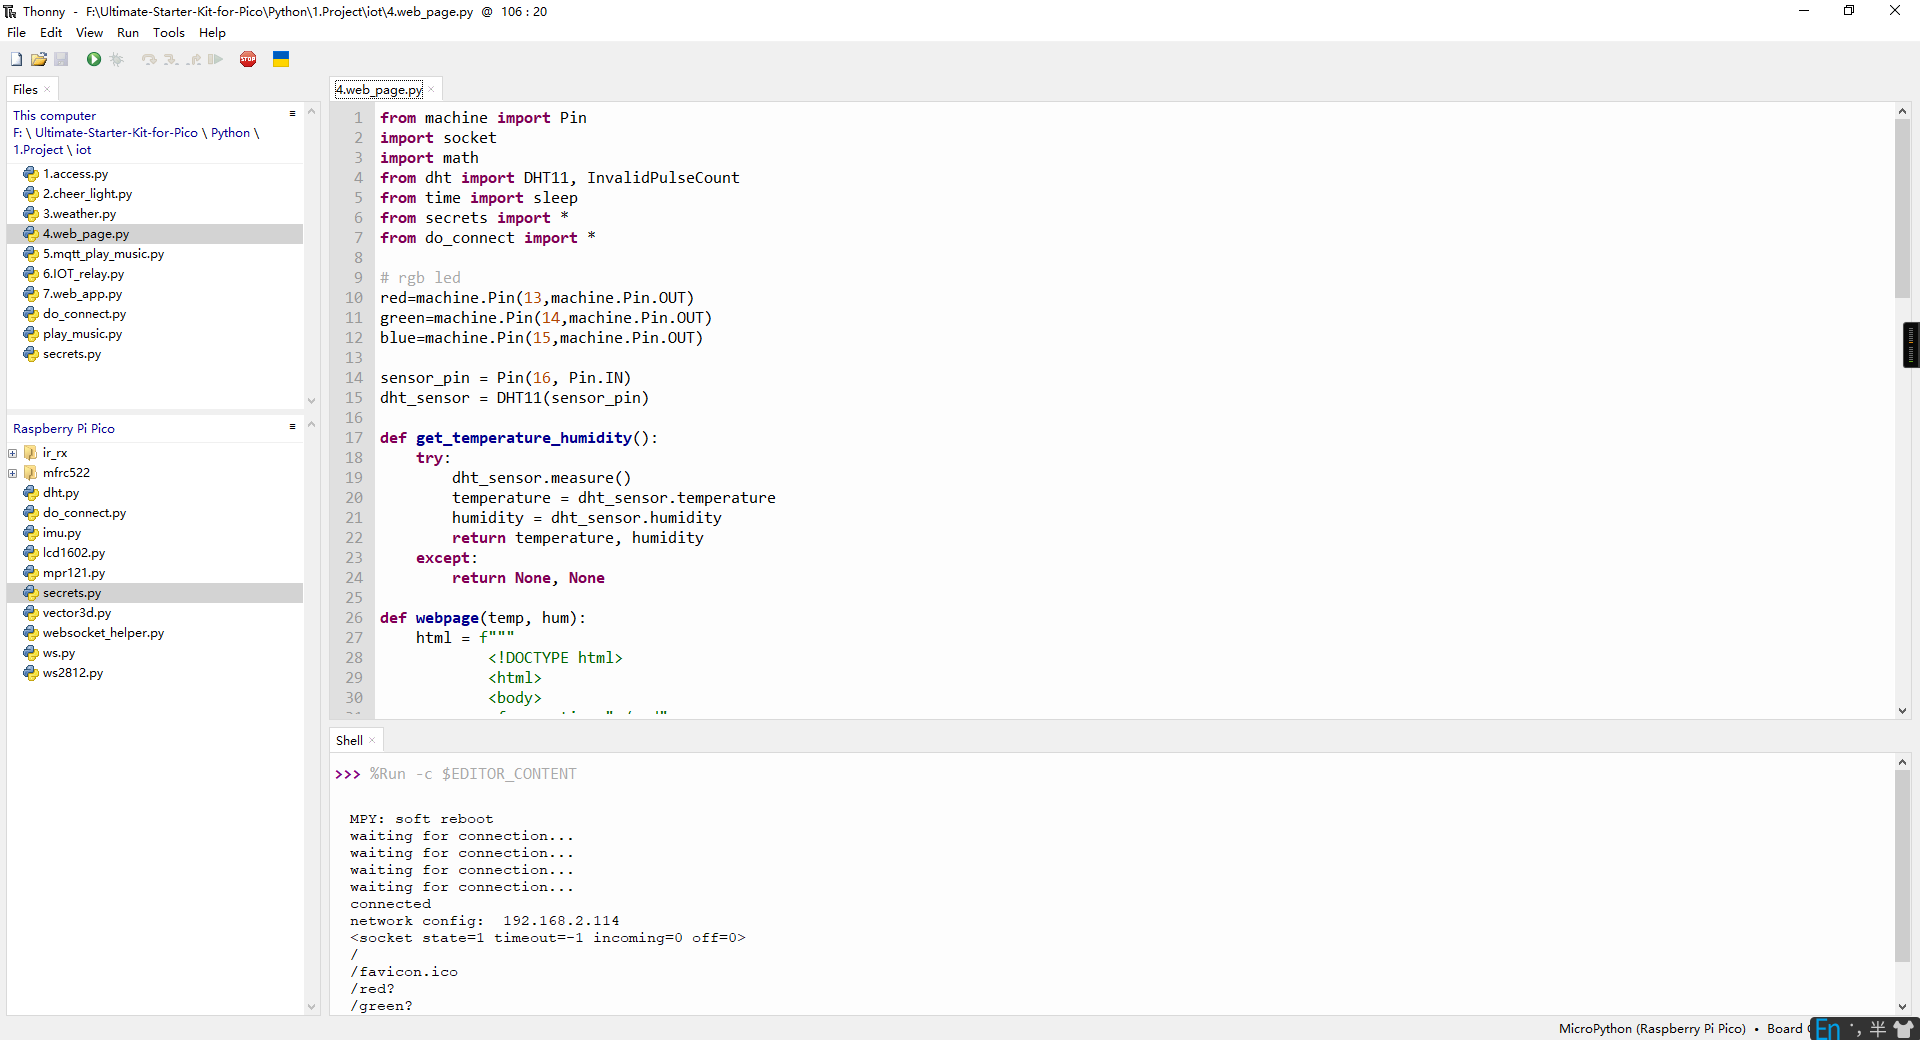 Thonny - F:\Ultimate-Starter-Kit-for-Pico\Python\1.Project\iot\4.web_page.py @ 106 : 20
File Edit View Run Tools Help
STOP
Files
This computer
F: \ Ultimate-Starter-Kit-for-Pico \ Python \
1.Project \ iot
1.access.py
2.cheer_light.py
3.weather.py
4.web_page.py
5.mqtt_play_music.py
6.IOT_relay.py
7.web_app.py
do_connect.py
play_music.py
secrets.py
Raspberry Pi Pico
ir_rx
mfrc522
dht.py
do_connect.py
imu.py
lcd1602.py
mpr121.py
secrets.py
vector3d.py
websocket_helper.py
ws.py
ws2812.py
4.web_page.py
1 from machine import Pin
2 import socket
3 import math
4 from dht import DHT11, InvalidPulseCount
5 from time import sleep
6 from secrets import *
7 from do_connect import *
8
9 # rgb led
10 red=machine.Pin(13,machine.Pin.OUT)
11 green=machine.Pin(14,machine.Pin.OUT)
12 blue=machine.Pin(15,machine.Pin.OUT)
13
14 sensor_pin = Pin(16, Pin.IN)
15 dht_sensor = DHT11(sensor_pin)
16
17 def get_temperature_humidity():
18     try:
19         dht_sensor.measure()
20         temperature = dht_sensor.temperature
21         humidity = dht_sensor.humidity
22         return temperature, humidity
23     except:
24         return None, None
25
26 def webpage(temp, hum):
27     html = f"""
28             <!DOCTYPE html>
29             <html>
30             <body>
Shell
>>> %Run -c $EDITOR_CONTENT
MPY: soft reboot
waiting for connection...
waiting for connection...
waiting for connection...
waiting for connection...
connected
network config:  192.168.2.114
<socket state=1 timeout=-1 incoming=0 off=0>
/
/favicon.ico
/red?
/green?
MicroPython (Raspberry Pi Pico) • Board
En 半